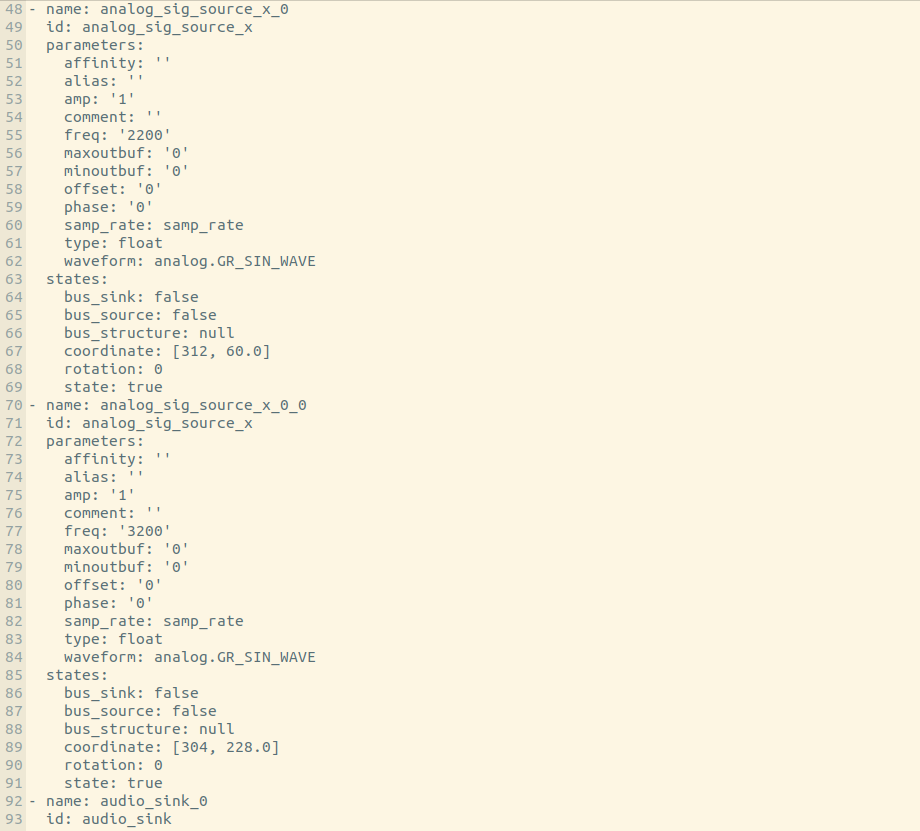 48 - name: analog_sig_source_x_0
49   id: analog_sig_source_x
50   parameters:
51     affinity: ''
52     alias: ''
53     amp: '1'
54     comment: ''
55     freq: '2200'
56     maxoutbuf: '0'
57     minoutbuf: '0'
58     offset: '0'
59     phase: '0'
60     samp_rate: samp_rate
61     type: float
62     waveform: analog.GR_SIN_WAVE
63   states:
64     bus_sink: false
65     bus_source: false
66     bus_structure: null
67     coordinate: [312, 60.0]
68     rotation: 0
69     state: true
70 - name: analog_sig_source_x_0_0
71   id: analog_sig_source_x
72   parameters:
73     affinity: ''
74     alias: ''
75     amp: '1'
76     comment: ''
77     freq: '3200'
78     maxoutbuf: '0'
79     minoutbuf: '0'
80     offset: '0'
81     phase: '0'
82     samp_rate: samp_rate
83     type: float
84     waveform: analog.GR_SIN_WAVE
85   states:
86     bus_sink: false
87     bus_source: false
88     bus_structure: null
89     coordinate: [304, 228.0]
90     rotation: 0
91     state: true
92 - name: audio_sink_0
93   id: audio_sink